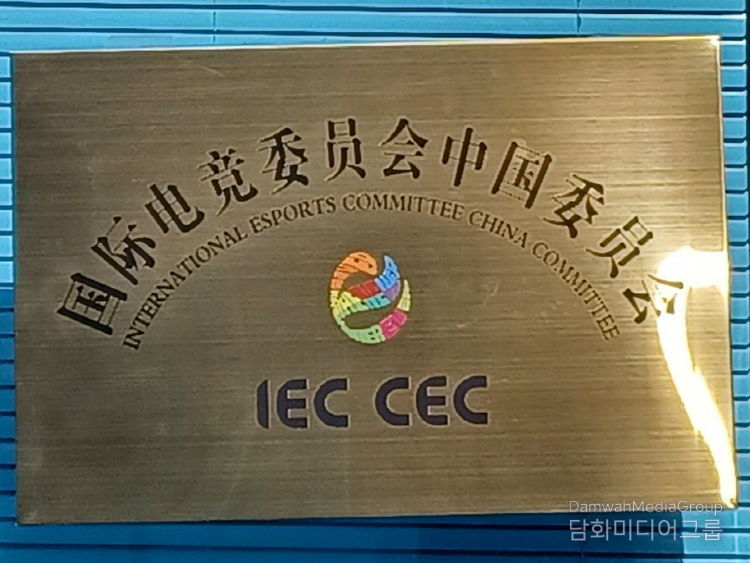 国际电竞委员会中国委员会
INTERNATIONAL ESPORTS COMMITTEE CHINA COMMITTEE
IEC CEC
DamwahMediaGroup
담화미디어그룹